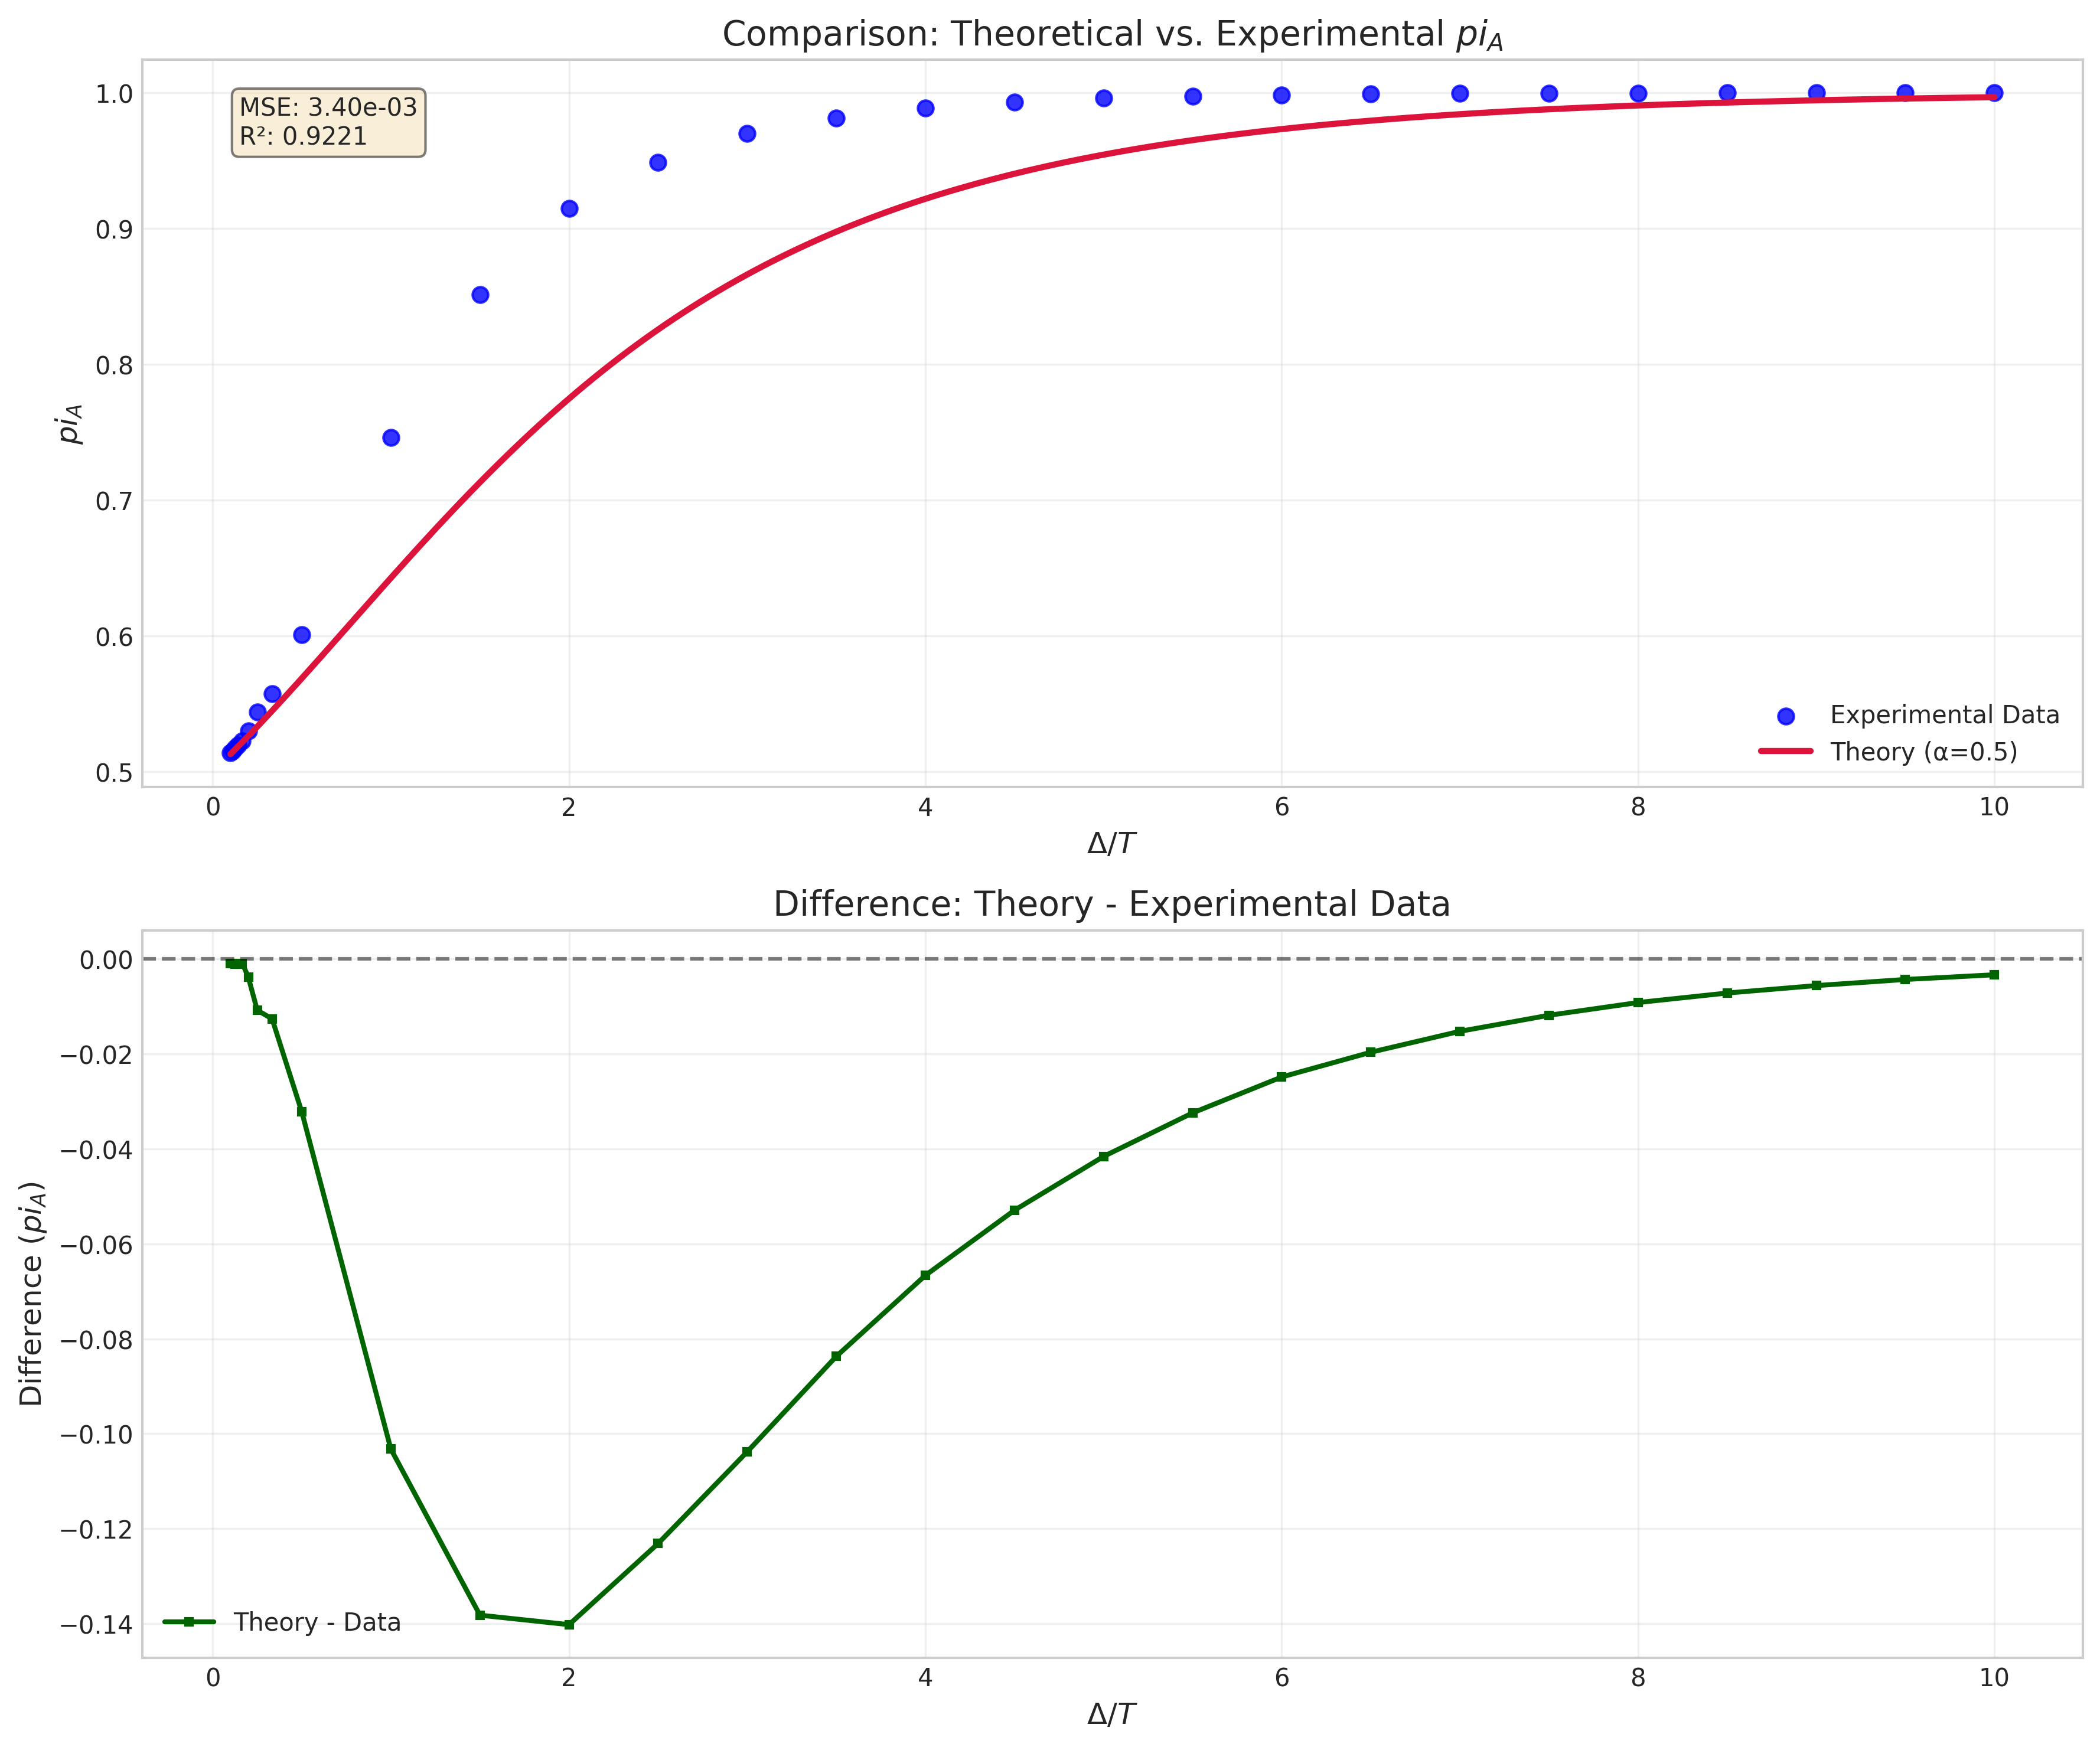 Comparison: Theoretical vs. Experimental pi_A
MSE: 3.40e-03
R²: 0.9221
1.0
0.9
0.8
0.7
0.6
0.5
pi_A
Experimental Data
Theory (α=0.5)
0 2 4 6 8 10
Δ/T
Difference: Theory - Experimental Data
0.00
−0.02
−0.04
−0.06
−0.08
−0.10
−0.12
−0.14
Difference (pi_A)
Theory - Data
0 2 4 6 8 10
Δ/T